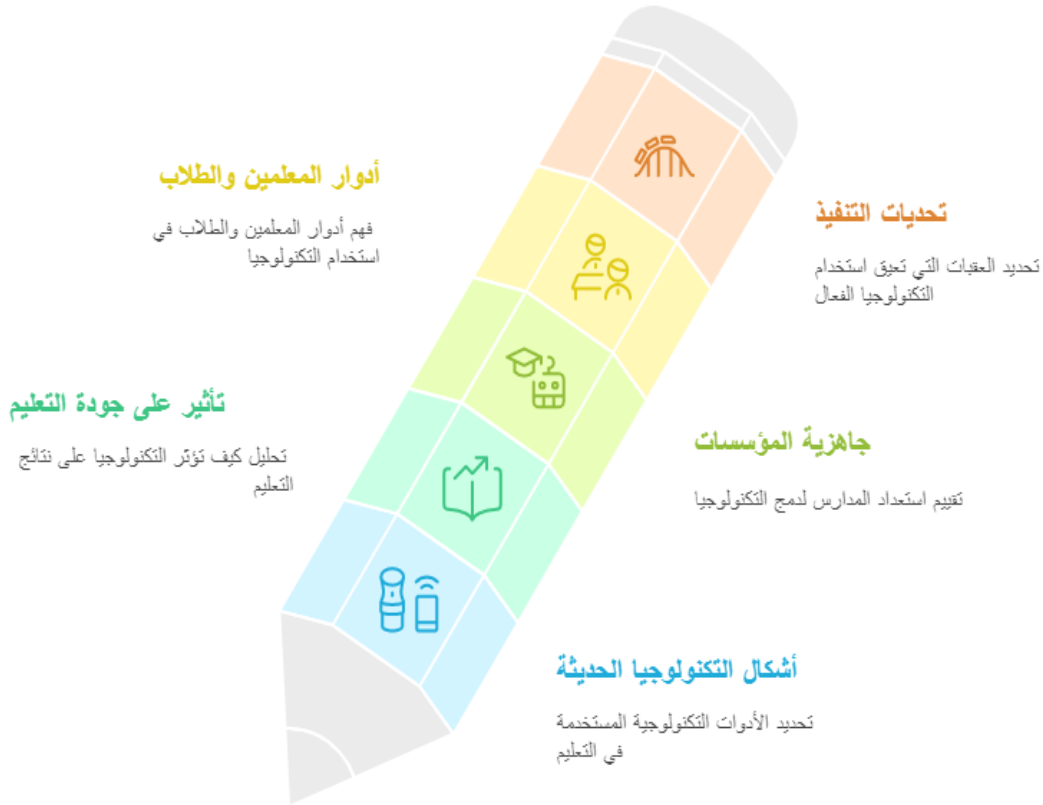 أدوار المعلمين والطلاب
فهم أدوار المعلمين والطلاب في
استخدام التكنولوجيا
تحديات التنفيذ
تحديد العقبات التي تعيق استخدام
التكنولوجيا الفعال
تأثير على جودة التعليم
تحليل كيف تؤثر التكنولوجيا على نتائج
التعليم
جاهزية المؤسسات
تقييم استعداد المدارس لدمج التكنولوجيا
أشكال التكنولوجيا الحديثة
تحديد الأدوات التكنولوجية المستخدمة
في التعليم